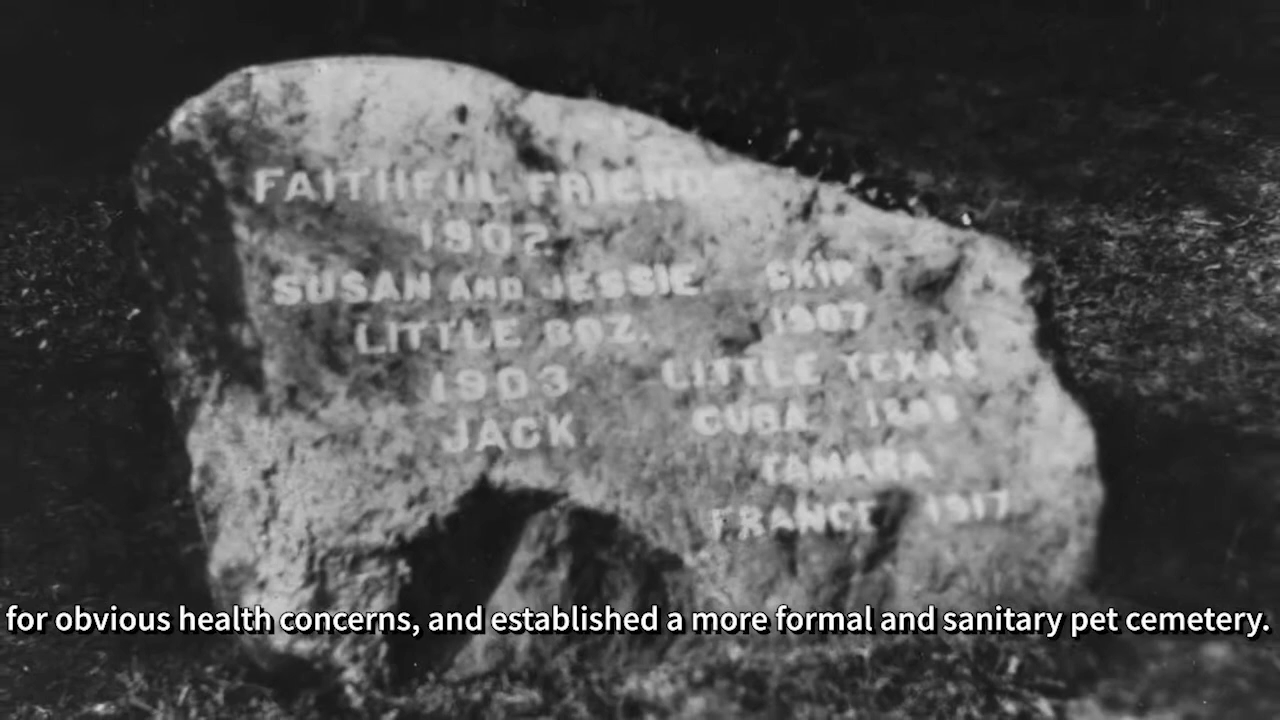 FAITHFUL FRIENDS
1902
SUSAN AND JESSIE
LITTLE BOZ.
1903
JACK
SKIP
1907
LITTLE TEXAS
CUBA
TAMARA
FRANCE 1917
for obvious health concerns, and established a more formal and sanitary pet cemetery.